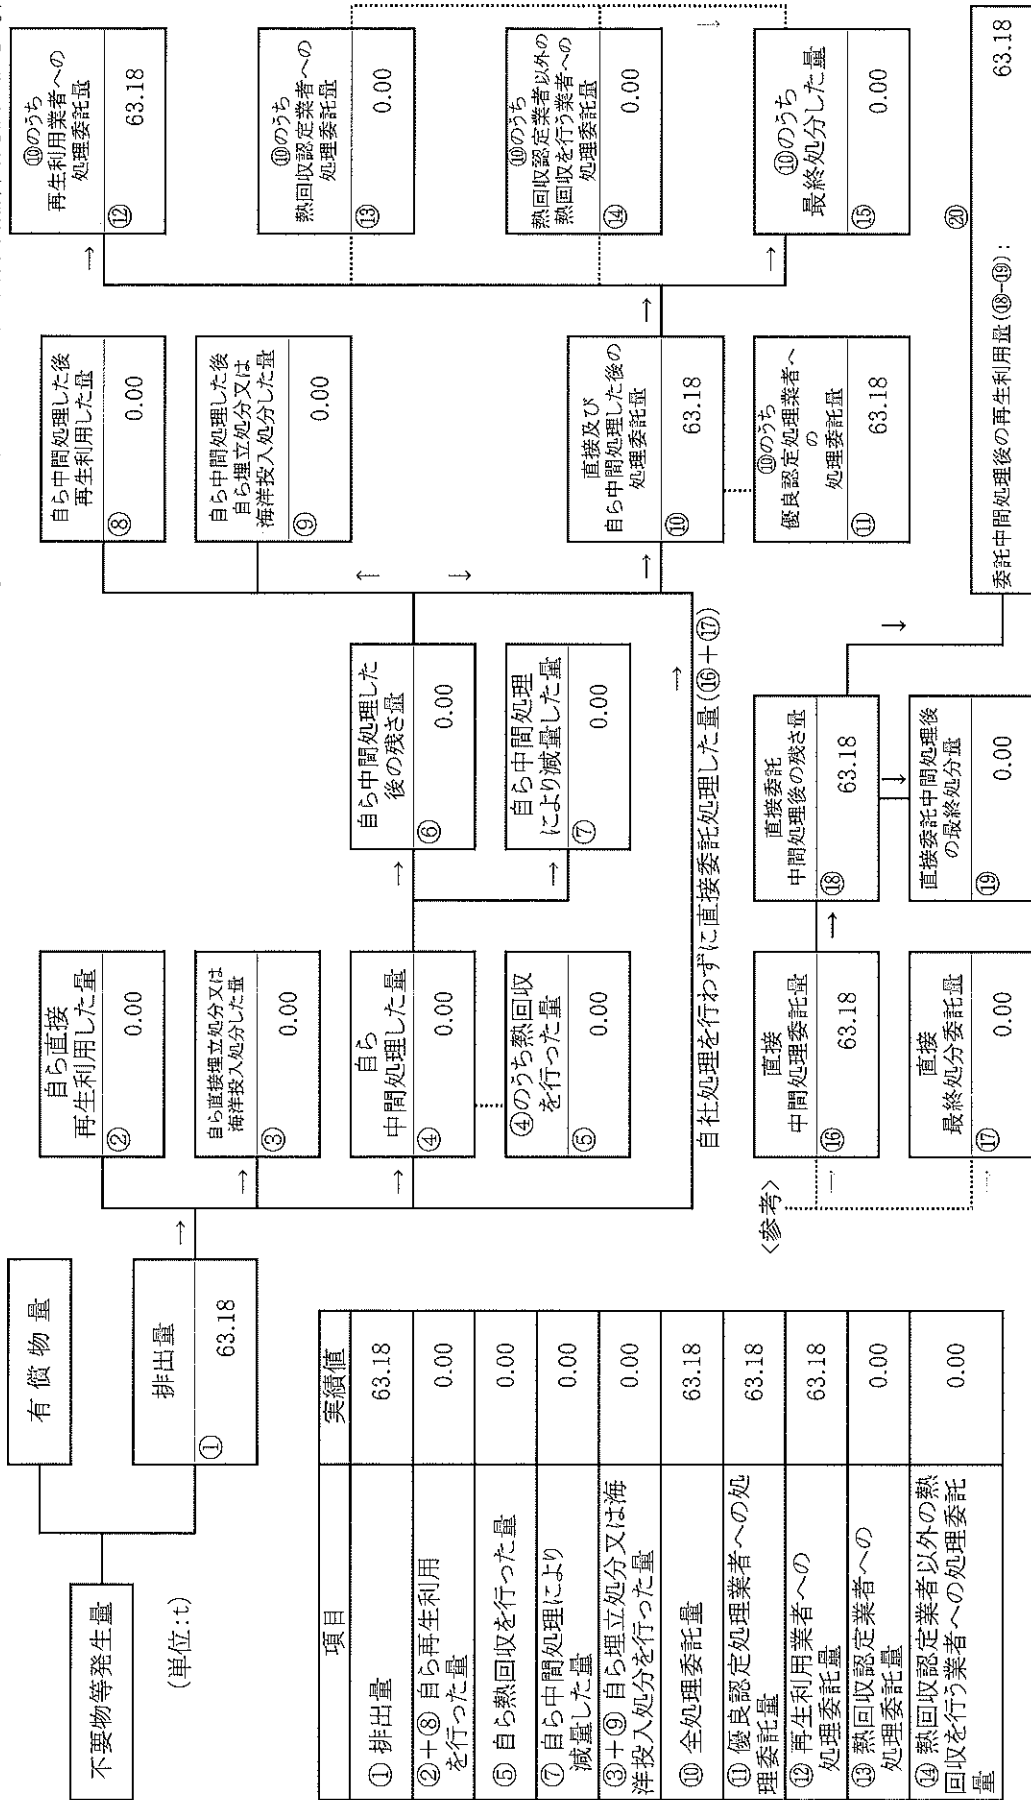 不要物等発生量
(単位:t)
有 償 物 量
排出量
①
63.18
自ら直接
再生利用した量
②
0.00
自ら直接埋立処分又は
海洋投入処分した量
③
0.00
自ら
中間処理した量
④
0.00
④のうち熱回収
を行った量
⑤
0.00
自ら中間処理した
後の残さ量
⑥
0.00
自ら中間処理
により減量した量
⑦
0.00
自ら中間処理した後
再生利用した量
⑧
0.00
自ら中間処理した後
自ら埋立処分又は
海洋投入処分した量
⑨
0.00
直接及び
自ら中間処理した後の
処理委託量
⑩
63.18
⑩のうち
優良認定処理業者へ
の
処理委託量
⑪
63.18
⑩のうち
再生利用業者への
処理委託量
⑫
63.18
⑩のうち
熱回収認定業者への
処理委託量
⑬
0.00
⑩のうち
熱回収認定業者以外の
熱回収を行う業者への
処理委託量
⑭
0.00
⑩のうち
最終処分した量
⑮
0.00
自社処理を行わずに直接委託処理した量(⑯+⑰)
<参考>
直接
中間処理委託量
⑯
63.18
直接
最終処分委託量
⑰
0.00
直接委託
中間処理後の残さ量
⑱
63.18
直接委託中間処理後
の最終処分量
⑲
0.00
⑳
委託中間処理後の再生利用量(⑱-⑲):
63.18
項目 実績値
① 排出量 63.18
②+⑧ 自ら再生利用
を行った量 0.00
⑤ 自ら熱回収を行った量 0.00
⑦ 自ら中間処理により
減量した量 0.00
③+⑨ 自ら埋立処分又は海
洋投入処分を行った量 0.00
⑩ 全処理委託量 63.18
⑪ 優良認定処理業者への処
理委託量 63.18
⑫ 再生利用業者への
処理委託量 63.18
⑬ 熱回収認定業者への
処理委託量 0.00
⑭ 熱回収認定業者以外の熱
回収を行う業者への処理委託
量 0.00